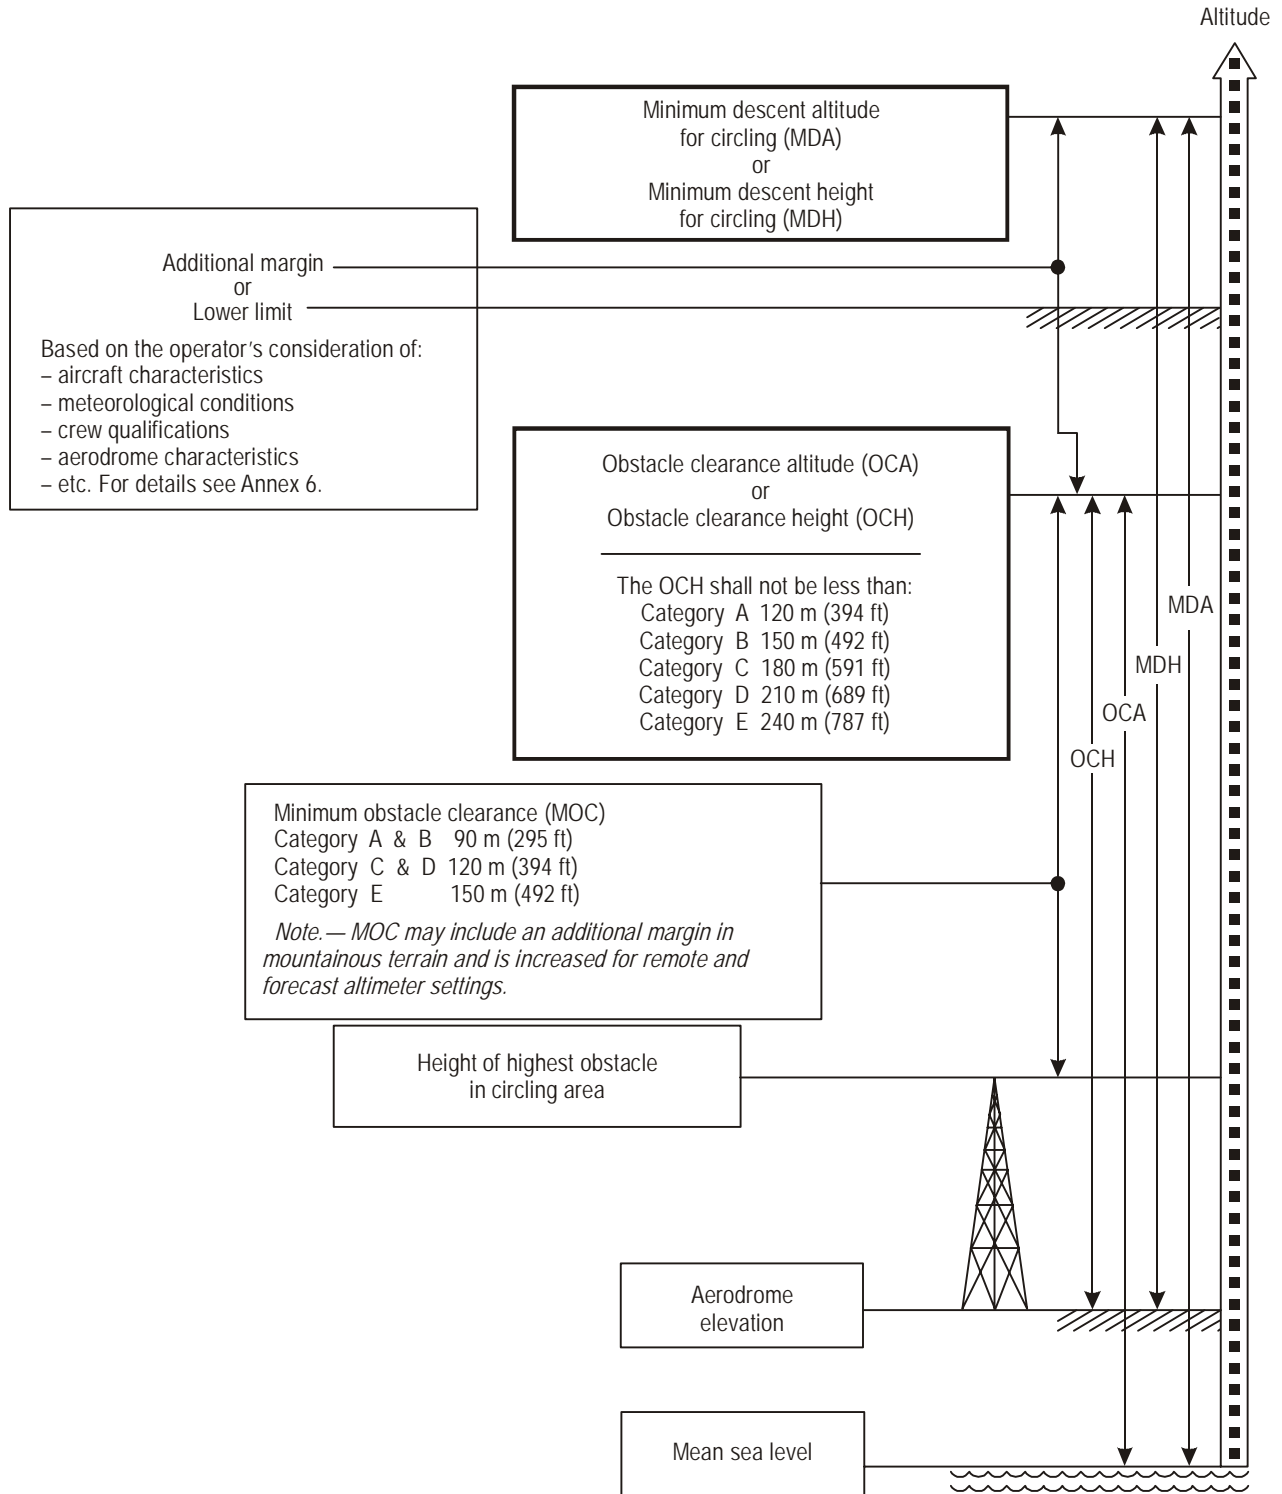 Altitude
Minimum descent altitude
for circling (MDA)
or
Minimum descent height
for circling (MDH)
Additional margin
or
Lower limit
Based on the operator's consideration of:
– aircraft characteristics
– meteorological conditions
– crew qualifications
– aerodrome characteristics
– etc. For details see Annex 6.
Obstacle clearance altitude (OCA)
or
Obstacle clearance height (OCH)
The OCH shall not be less than:
Category A 120 m (394 ft)
Category B 150 m (492 ft)
Category C 180 m (591 ft)
Category D 210 m (689 ft)
Category E 240 m (787 ft)
MDA
MDH
OCA
OCH
Minimum obstacle clearance (MOC)
Category A & B 90 m (295 ft)
Category C & D 120 m (394 ft)
Category E 150 m (492 ft)
Note.— MOC may include an additional margin in
mountainous terrain and is increased for remote and
forecast altimeter settings.
Height of highest obstacle
in circling area
Aerodrome
elevation
Mean sea level